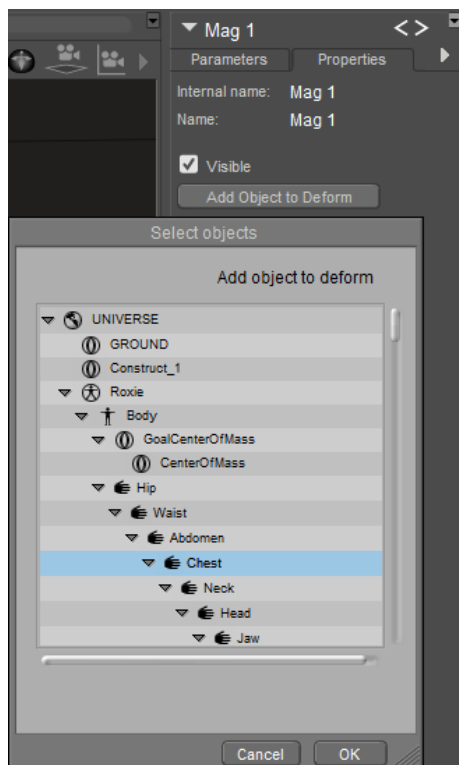 Mag 1
Parameters Properties
Internal name: Mag 1
Name: Mag 1
Visible
Add Object to Deform
Select objects
Add object to deform
UNIVERSE
GROUND
Construct_1
Roxie
Body
GoalCenterOfMass
CenterOfMass
Hip
Waist
Abdomen
Chest
Neck
Head
Jaw
Cancel OK